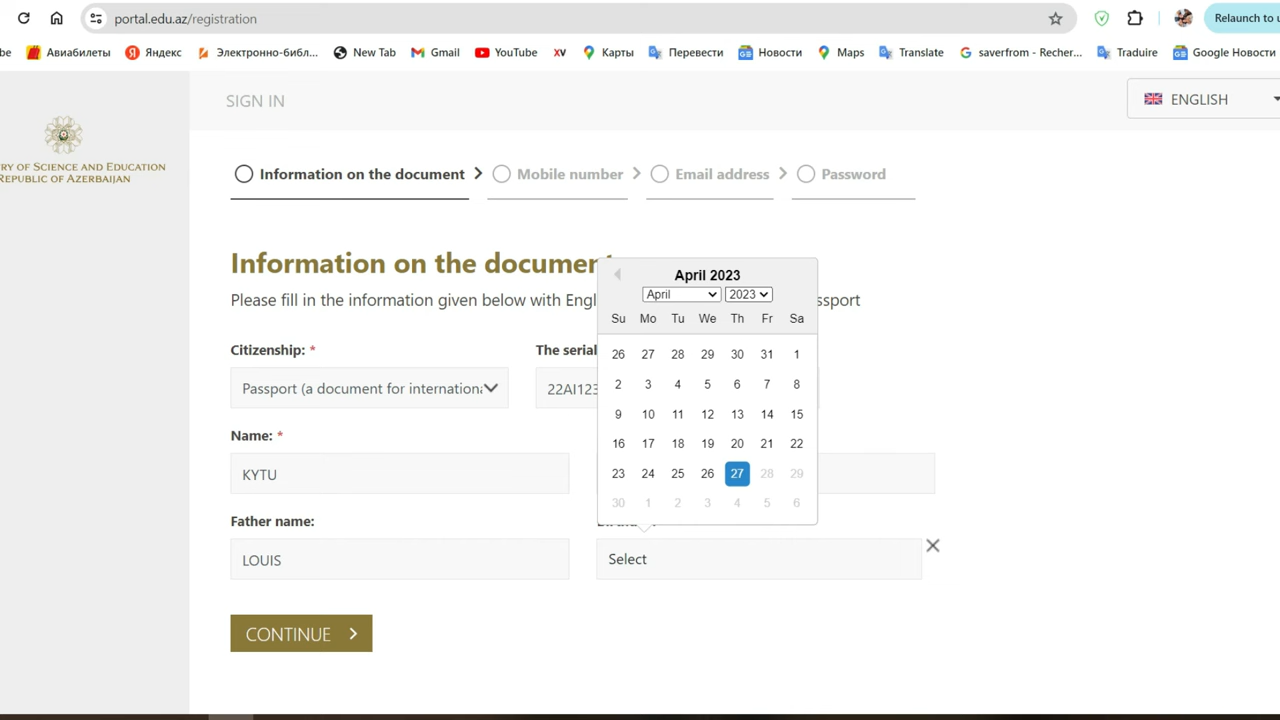 portal.edu.az/registration
Relaunch to u
be Авиабилеты Яндекс Электронно-библ... New Tab Gmail YouTube XV Карты Перевести Новости Maps Translate saverfrom - Recher... Traduire Google Новости
SIGN IN
ENGLISH
RY OF SCIENCE AND EDUCATION
REPUBLIC OF AZERBAIJAN
Information on the document Mobile number Email address Password
Information on the documen
Please fill in the information given below with Engl ssport
April 2023
April 2023
Su Mo Tu We Th Fr Sa
26 27 28 29 30 31 1
2 3 4 5 6 7 8
9 10 11 12 13 14 15
16 17 18 19 20 21 22
23 24 25 26 27 28 29
30 1 2 3 4 5 6
Citizenship: *
The serial
Passport (a document for internationa
22AI123
Name: *
KYTU
Father name:
LOUIS
Select
CONTINUE